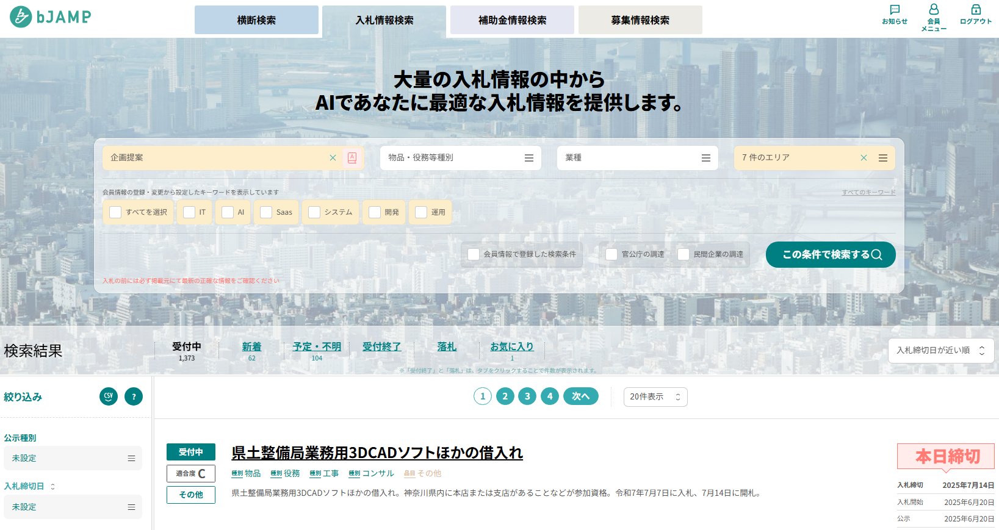 bJAMP
横断検索
入札情報検索
補助金情報検索
募集情報検索
お知らせ
会員
メニュー
ログアウト
大量の入札情報の中から
AIであなたに最適な入札情報を提供します。
企画提案
物品・役務等種別
業種
7 件のエリア
会員情報の登録・変更から設定したキーワードを表示しています
すべてのキーワード
すべてを選択
IT
AI
Saas
システム
開発
運用
会員情報で登録した検索条件
官公庁の調達
民間企業の調達
この条件で検索する
入札の前には必ず掲載元にて最新の正確な情報をご確認ください
検索結果
受付中
1,373
新着
62
予定・不明
104
受付終了
落札
お気に入り
1
入札締切日が近い順
※「受付終了」と「落札」は、タブをクリックすることで件数が表示されます。
絞り込み
CSV
?
1 2 3 4 次へ
20件表示
公示種別
未設定
入札締切日
未設定
受付中
適合度 C
その他
県土整備局業務用3DCADソフトほかの借入れ
種別 物品 種別 役務 種別 工事 種別 コンサル 品目 その他
県土整備局業務用3DCADソフトほかの借入れ。神奈川県内に本店または支店があることなどが参加資格。令和7年7月7日に入札、7月14日に開札。
本日締切
入札締切 2025年7月14日
入札開始 2025年6月20日
公示 2025年6月20日